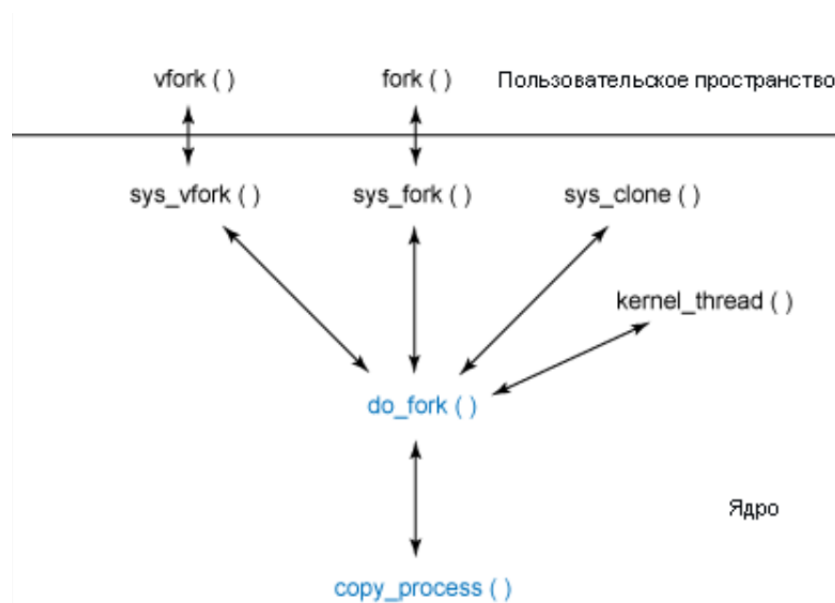 vfork ( )
fork ( )
Пользовательское пространство
sys_vfork ( )
sys_fork ( )
sys_clone ( )
kernel_thread ( )
do_fork ( )
Ядро
copy_process ( )